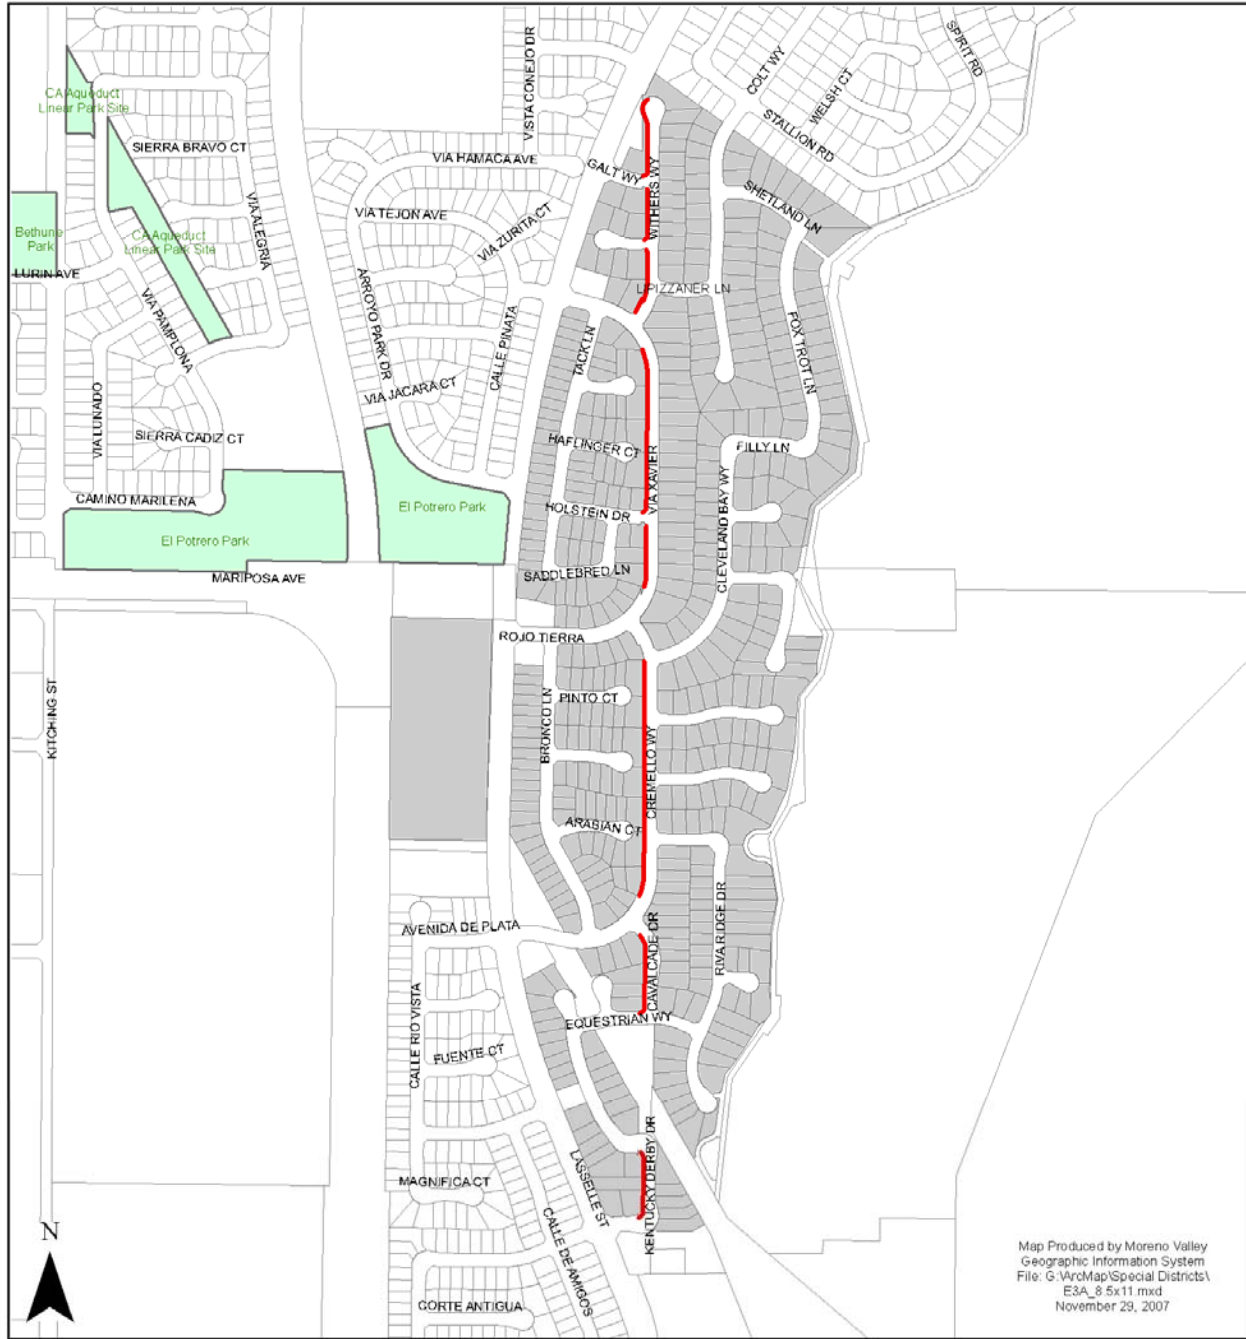 SPIRIT RD
VISTA CONEJO DR
COLT WY
WELSH CT
CA Aqueduct
Linear Park Site
STALLION RD
SIERRA BRAVO CT
VIA HAMACA AVE
GALT WY
WITHERS WY
SHETLAND LN
VIA ALEGRIA
VIA TEJON AVE
VIA ZURITA CT
Bethune
Park
CA Aqueduct
Linear Park Site
LURIN AVE
ARROYO PARK DR
LIPIZZANER LN
VIA PAMPLONA
CALLE PINATA
TACK LN
FOX TROT LN
VIA JACARA CT
VIA LUNADO
SIERRA CADIZ CT
HAFLINGER CT
FILLY LN
VIA XAVIER
CLEVELAND BAY WY
CAMINO MARILENA
El Potrero Park
HOLSTEIN DR
El Potrero Park
MARIPOSA AVE
SADDLEBRED LN
ROJO TIERRA
KITCHING ST
BRONCO LN
PINTO CT
CREMELLO WY
ARABIAN CT
AVENIDA DE PLATA
CAVALCADE DR
RIVA RIDGE DR
CALLE RIO VISTA
EQUESTRIAN WY
FUENTE CT
KENTUCKY DERBY DR
MAGNIFICA CT
LASSELLE ST
CALLE DE AMIGOS
N
CORTE ANTIGUA
Map Produced by Moreno Valley
Geographic Information System
File: G:\ArcMap\Special Districts\
E3A_8.5x11.mxd
November 29, 2007